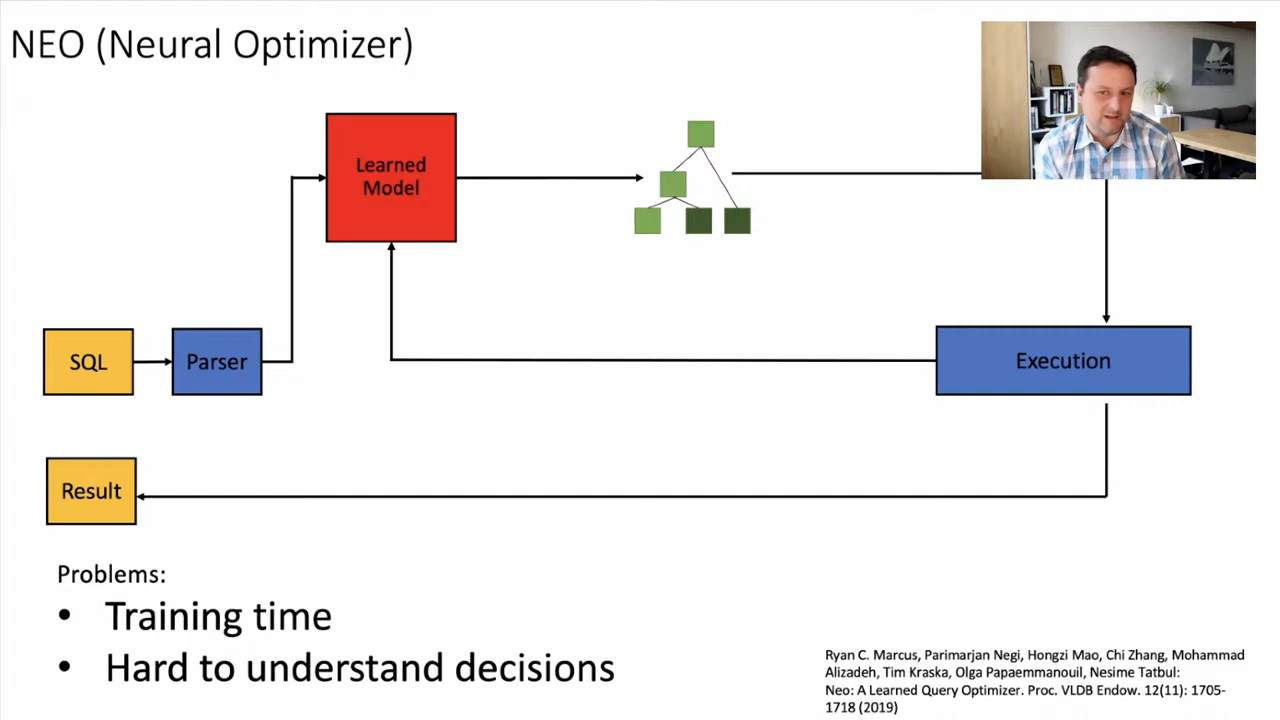 NEO (Neural Optimizer)
Learned
Model
SQL
Parser
Execution
Result
Problems:
• Training time
• Hard to understand decisions
Ryan C. Marcus, Parimarjan Negi, Hongzi Mao, Chi Zhang, Mohammad
Alizadeh, Tim Kraska, Olga Papaemmanouil, Nesime Tatbul:
Neo: A Learned Query Optimizer. Proc. VLDB Endow. 12(11): 1705-
1718 (2019)